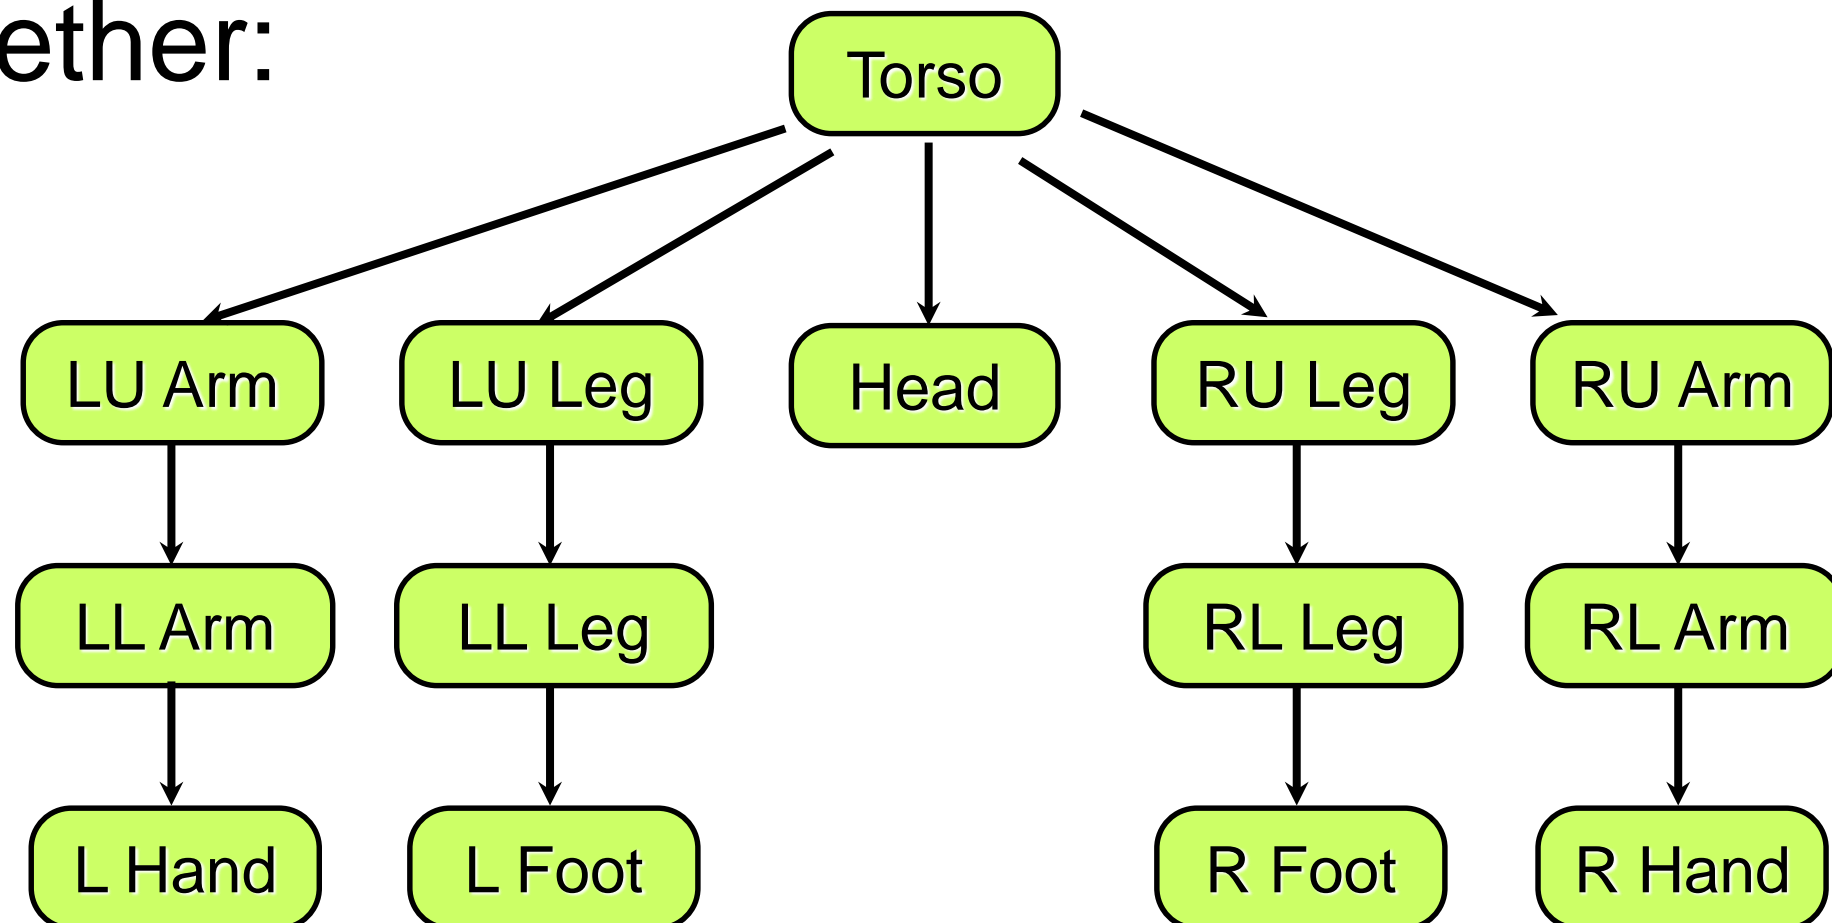 ether:
Torso
LU Arm
LU Leg
Head
RU Leg
RU Arm
LL Arm
LL Leg
RL Leg
RL Arm
L Hand
L Foot
R Foot
R Hand